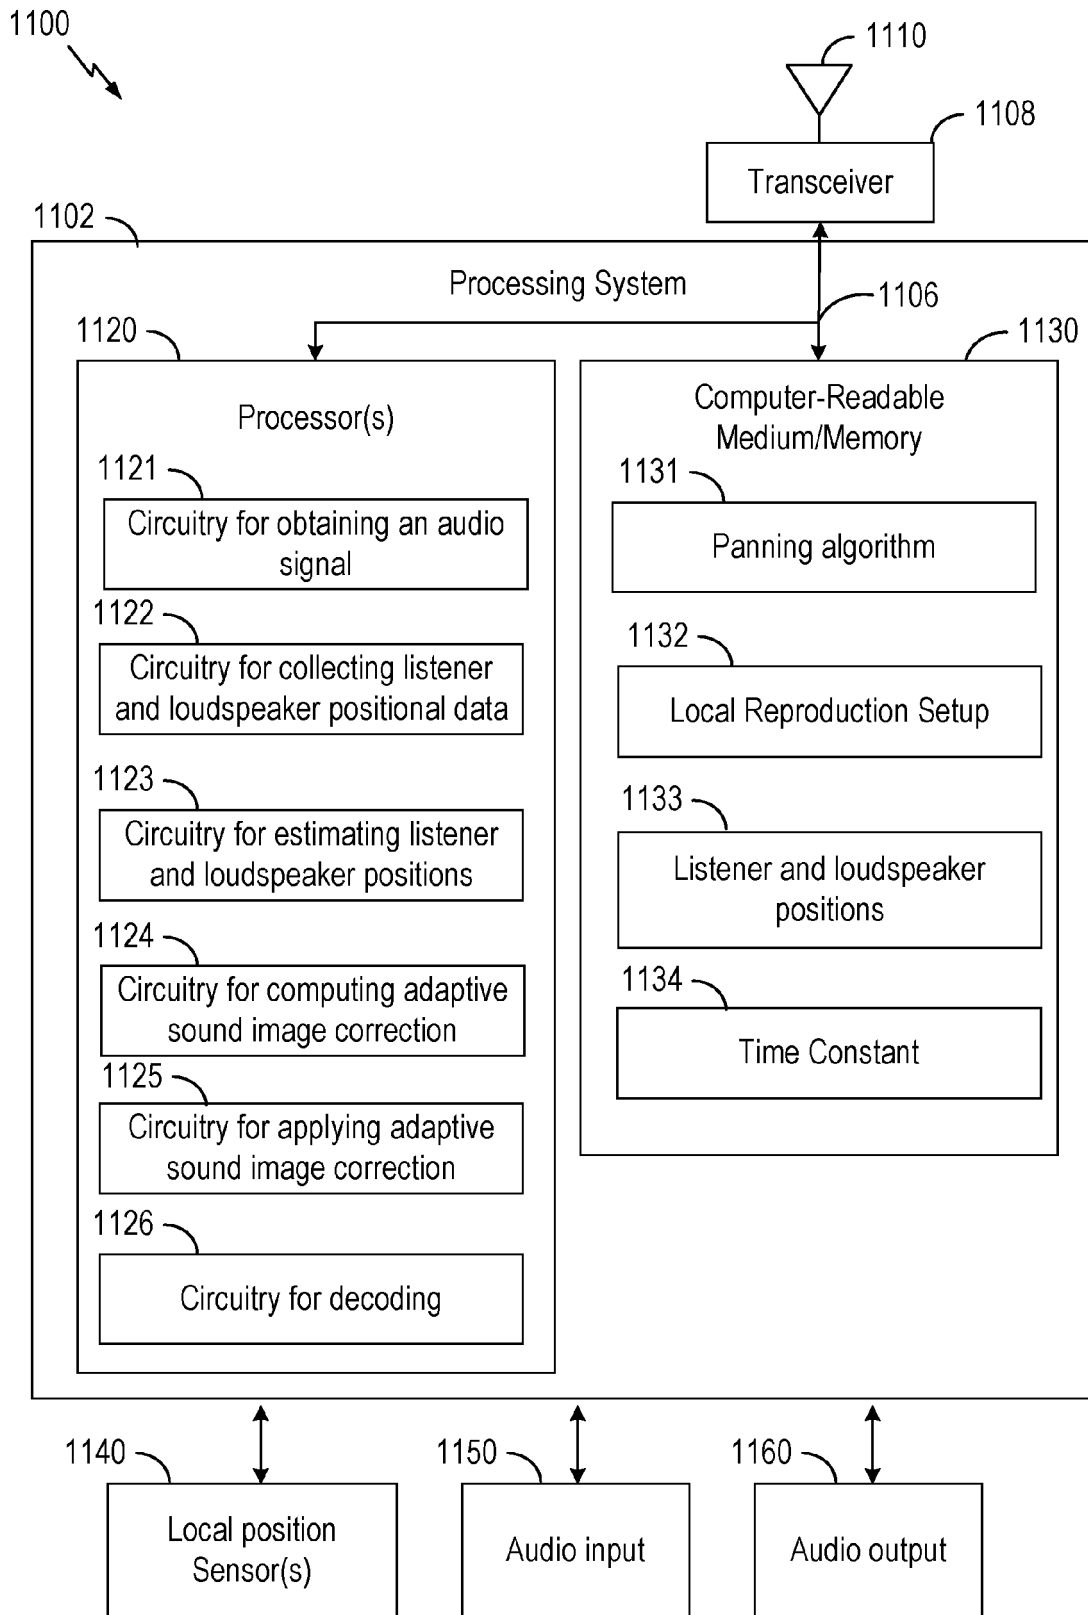 1100
1110
1108
Transceiver
1102
Processing System
1106
1120
1130
Processor(s)
Computer-Readable
Medium/Memory
1121
Circuitry for obtaining an audio
signal
1131
Panning algorithm
1122
Circuitry for collecting listener
and loudspeaker positional data
1132
Local Reproduction Setup
1123
Circuitry for estimating listener
and loudspeaker positions
1133
Listener and loudspeaker
positions
1124
Circuitry for computing adaptive
sound image correction
1134
Time Constant
1125
Circuitry for applying adaptive
sound image correction
1126
Circuitry for decoding
1140
Local position
Sensor(s)
1150
Audio input
1160
Audio output